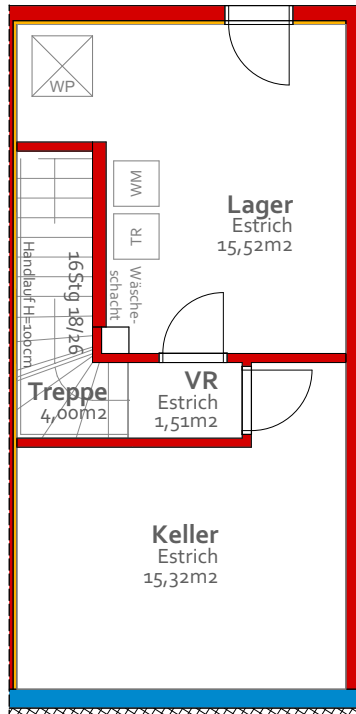 WP
WM
TR
Wäsche-
schacht
Lager
Estrich
15,52m2
16Stg 18/26
Handlauf H=100cm
Treppe
4,00m2
VR
Estrich
1,51m2
Keller
Estrich
15,32m2